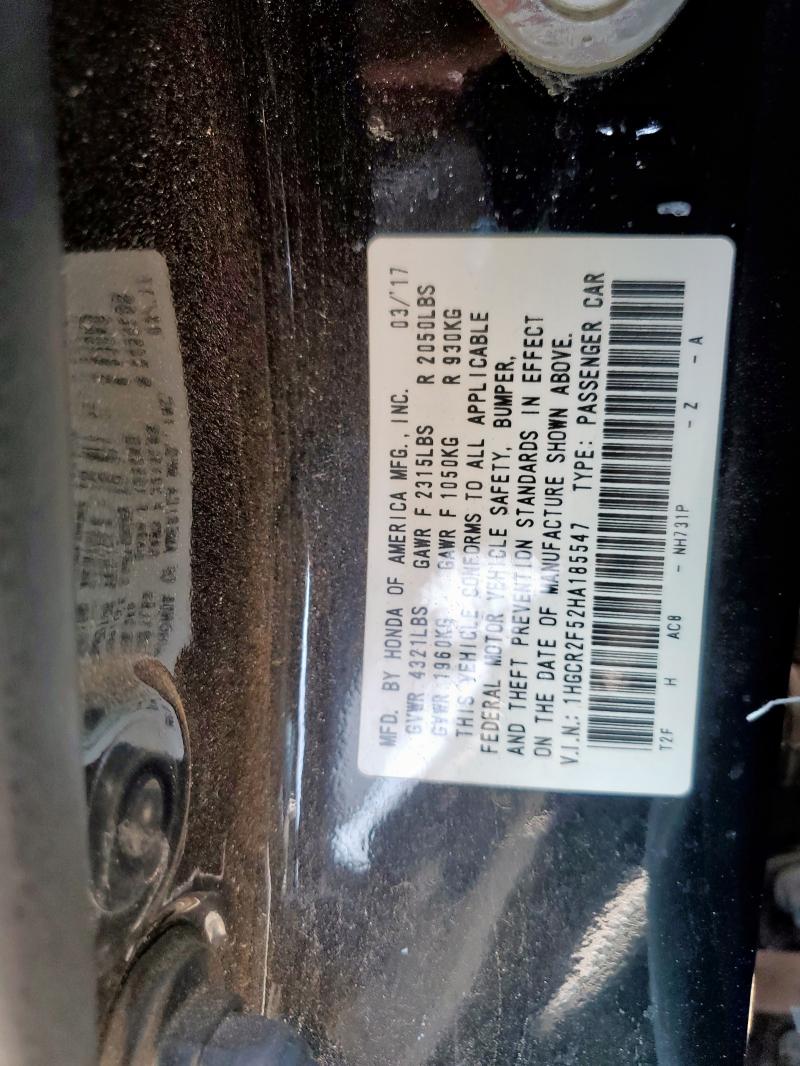 MFD. BY HONDA OF AMERICA MFG., INC. 03/'17
GVWR 4321LBS GAWR F 2315LBS R 2050LBS
GVWR 1960KG GAWR F 1050KG R 930KG
THIS VEHICLE CONFORMS TO ALL APPLICABLE
FEDERAL MOTOR VEHICLE SAFETY, BUMPER,
AND THEFT PREVENTION STANDARDS IN EFFECT
ON THE DATE OF MANUFACTURE SHOWN ABOVE.
V.I.N.: 1HGCR2F52HA185547 TYPE: PASSENGER CAR
T2F H AC8 - NH731P - Z - A